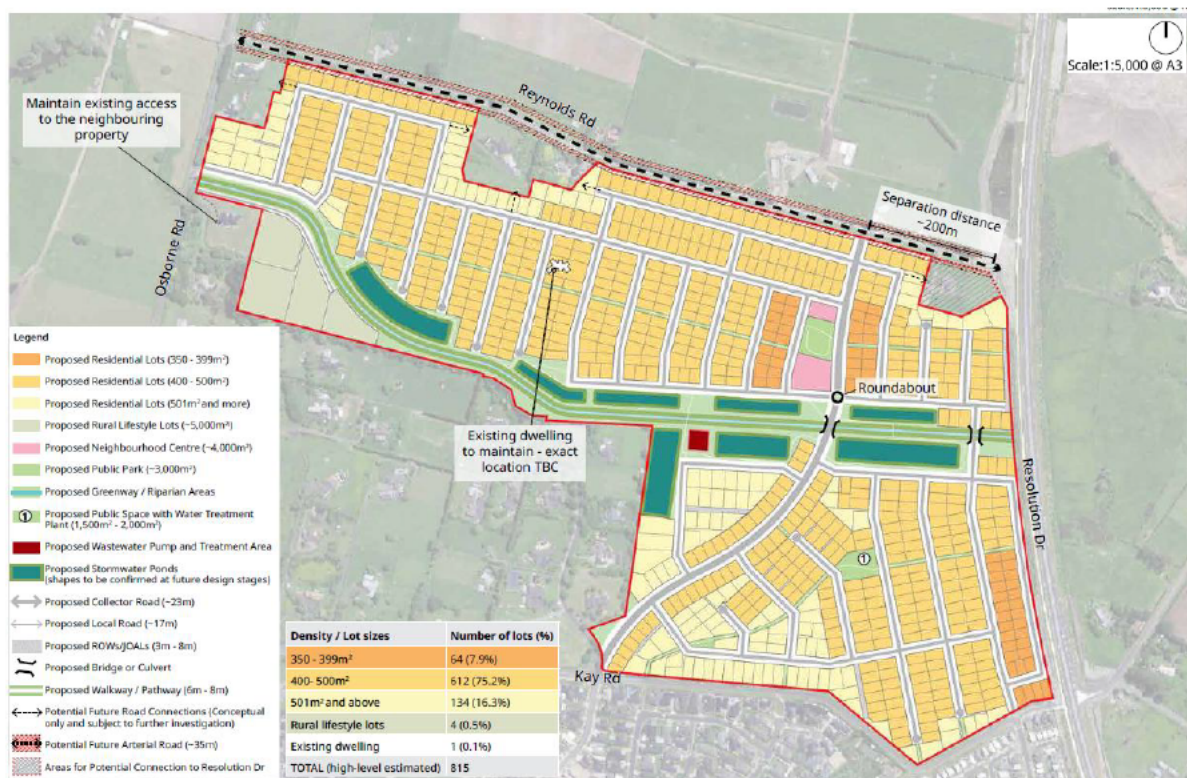 Scale:1:5,000 @ A3
Maintain existing access
to the neighbouring
property
Reynolds Rd
Separation distance
~200m
Osborne Rd
Roundabout
Existing dwelling
to maintain - exact
location TBC
Resolution Dr
①
Kay Rd
Legend
Proposed Residential Lots (350 - 399m²)
Proposed Residential Lots (400 - 500m²)
Proposed Residential Lots (501m² and more)
Proposed Rural Lifestyle Lots (~5,000m²)
Proposed Neighbourhood Centre (~4,000m²)
Proposed Public Park (~3,000m²)
Proposed Greenway / Riparian Areas
① Proposed Public Space with Water Treatment
Plant (1,500m² - 2,000m²)
Proposed Wastewater Pump and Treatment Area
Proposed Stormwater Ponds
(shapes to be confirmed at future design stages)
Proposed Collector Road (~23m)
Proposed Local Road (~17m)
Proposed ROWs/JOALs (3m - 8m)
Proposed Bridge or Culvert
Proposed Walkway / Pathway (6m - 8m)
Potential Future Road Connections (Conceptual
only and subject to further investigation)
Potential Future Arterial Road (~35m)
Areas for Potential Connection to Resolution Dr
Density / Lot sizes Number of lots (%)
350 - 399m² 64 (7.9%)
400- 500m² 612 (75.2%)
501m² and above 134 (16.3%)
Rural lifestyle lots 4 (0.5%)
Existing dwelling 1 (0.1%)
TOTAL (high-level estimated) 815